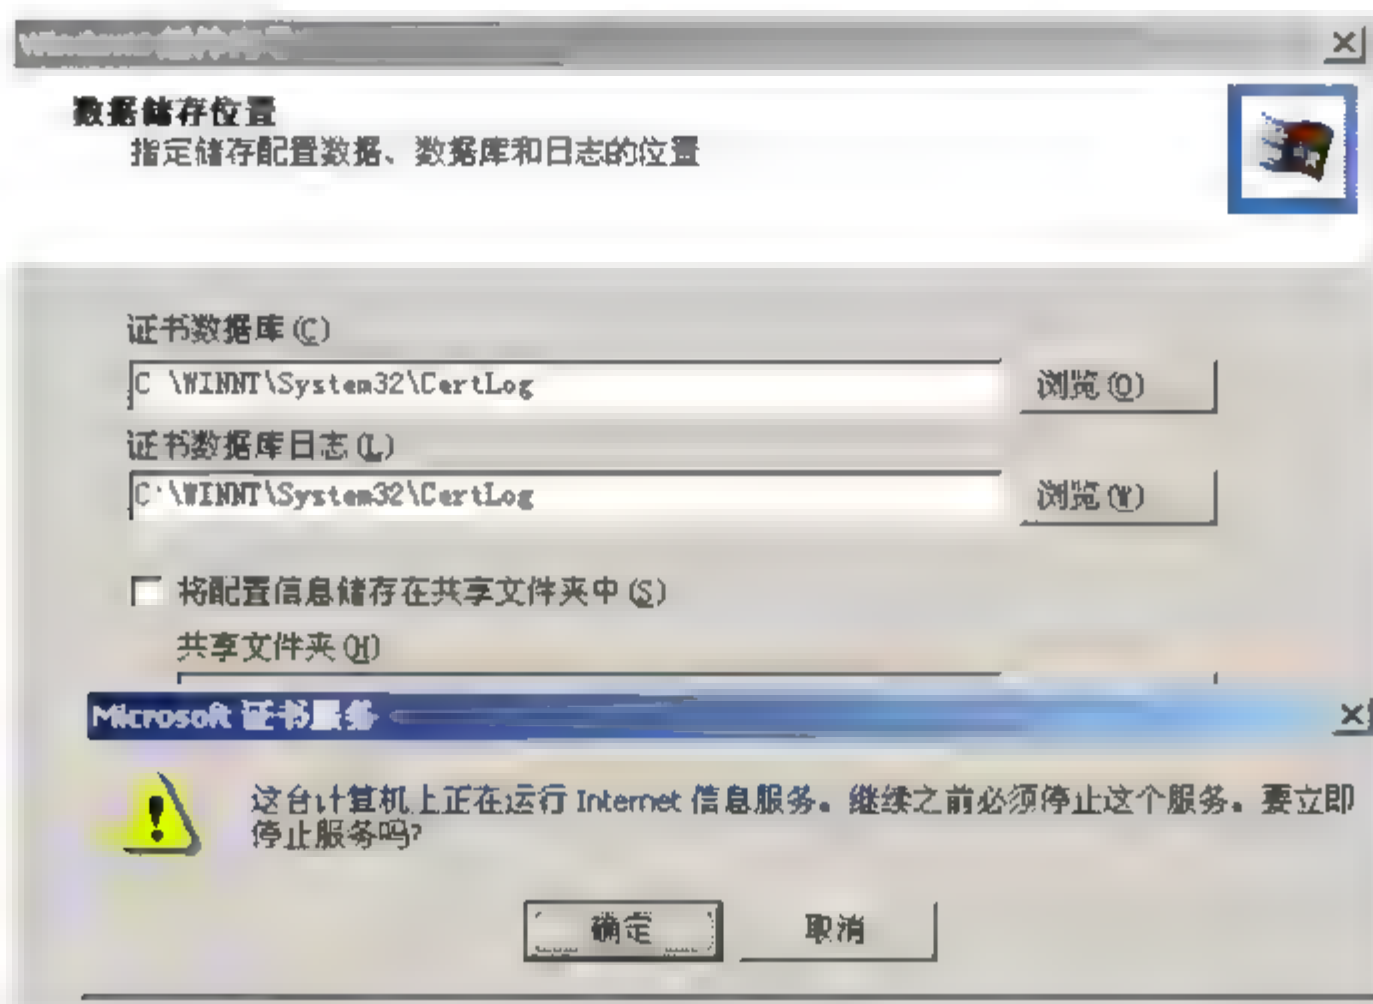 数据储存位置
指定储存配置数据、数据库和日志的位置
证书数据库(C)
C \WINNT\System32\CertLog
浏览(O)
证书数据库日志(L)
C:\WINNT\System32\CertLog
浏览(W)
将配置信息储存在共享文件夹中(S)
共享文件夹(H)
Microsoft 证书服务
这台计算机上正在运行 Internet 信息服务。继续之前必须停止这个服务。要立即
停止服务吗?
确定
取消